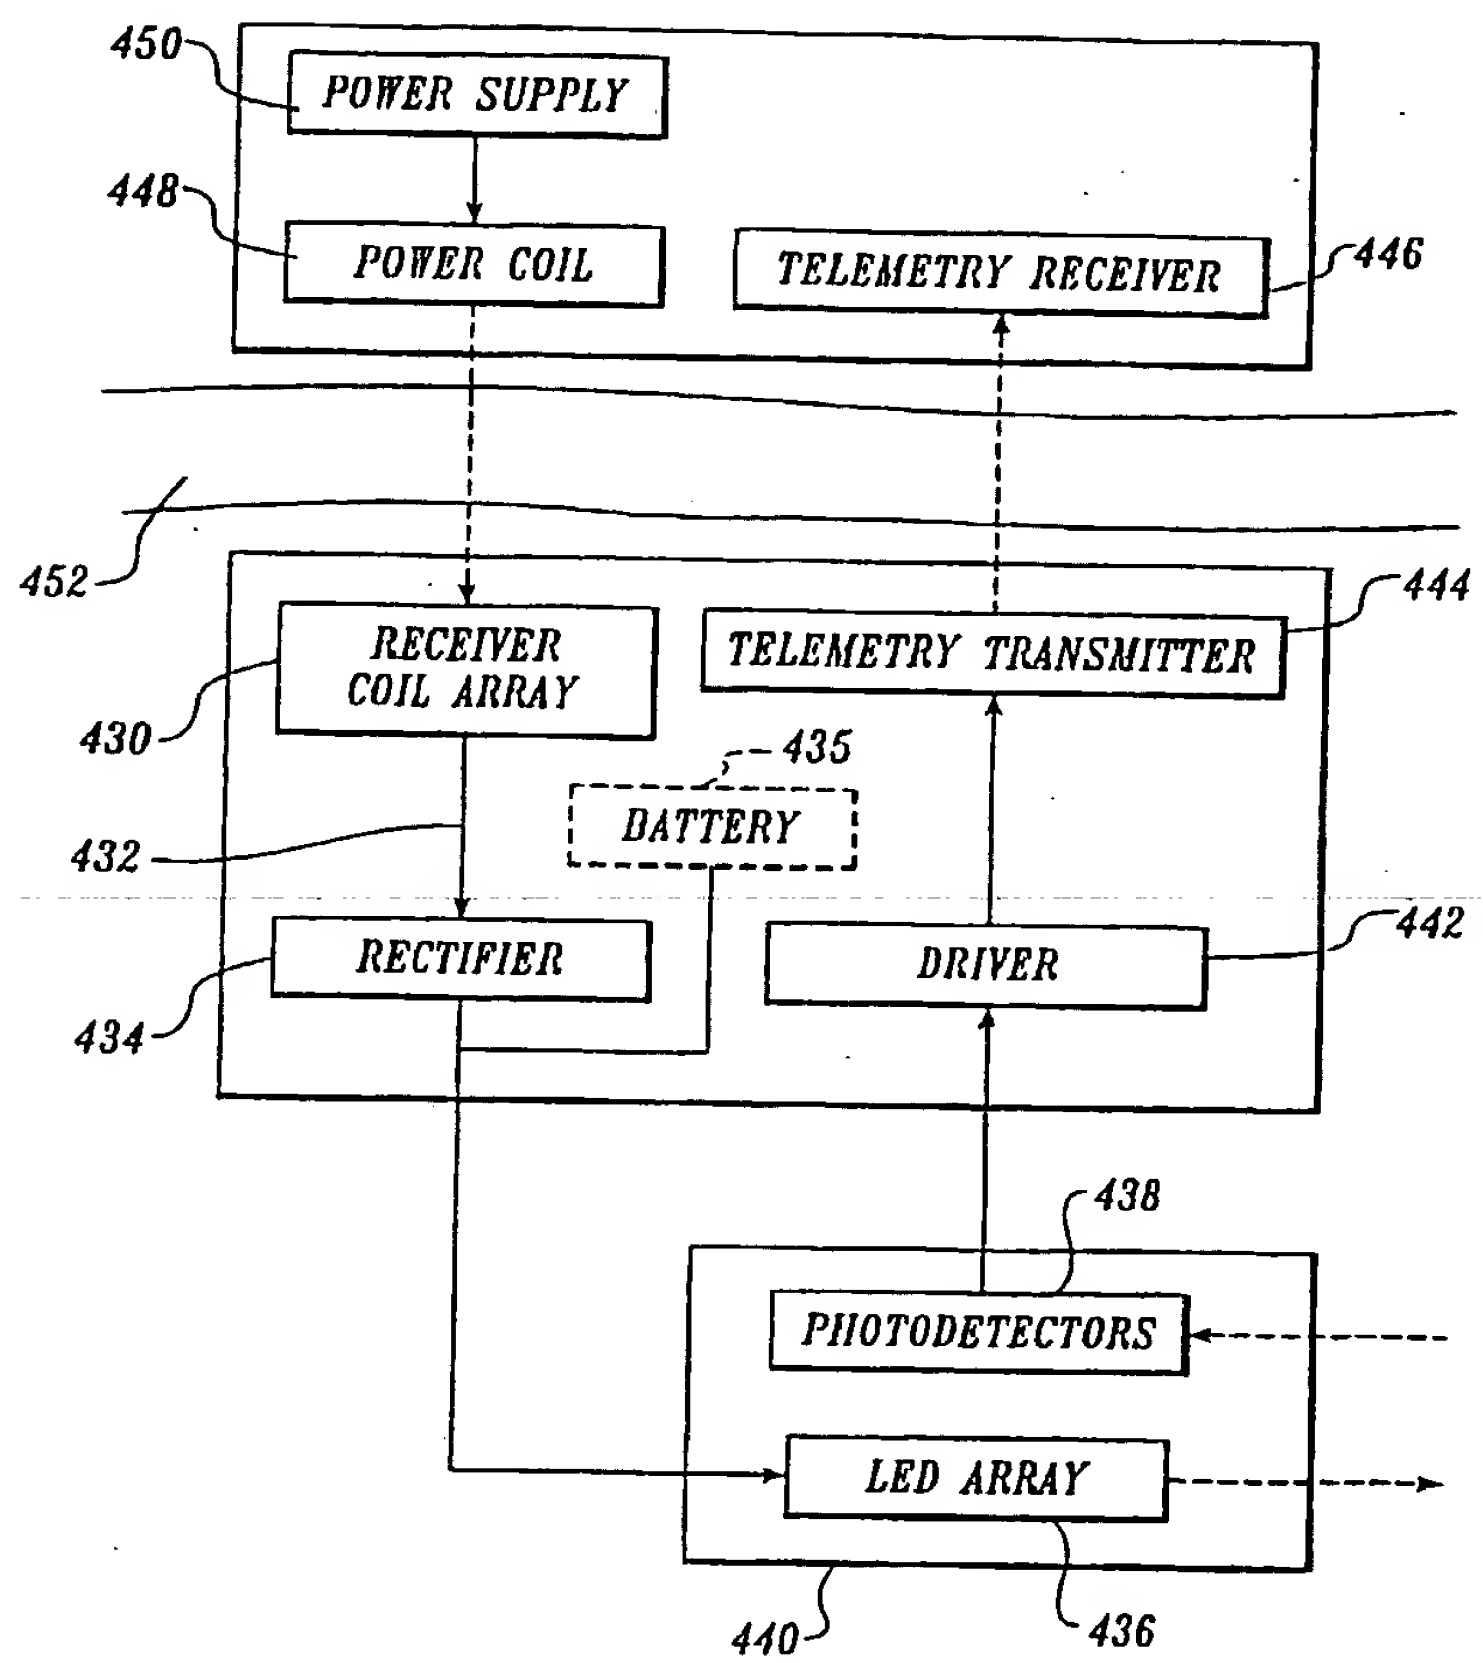 450
POWER SUPPLY
448
POWER COIL
TELEMETRY RECEIVER
446
452
444
RECEIVER
COIL ARRAY
TELEMETRY TRANSMITTER
430
435
BATTERY
432
442
RECTIFIER
DRIVER
434
438
PHOTODETECTORS
LED ARRAY
440
436